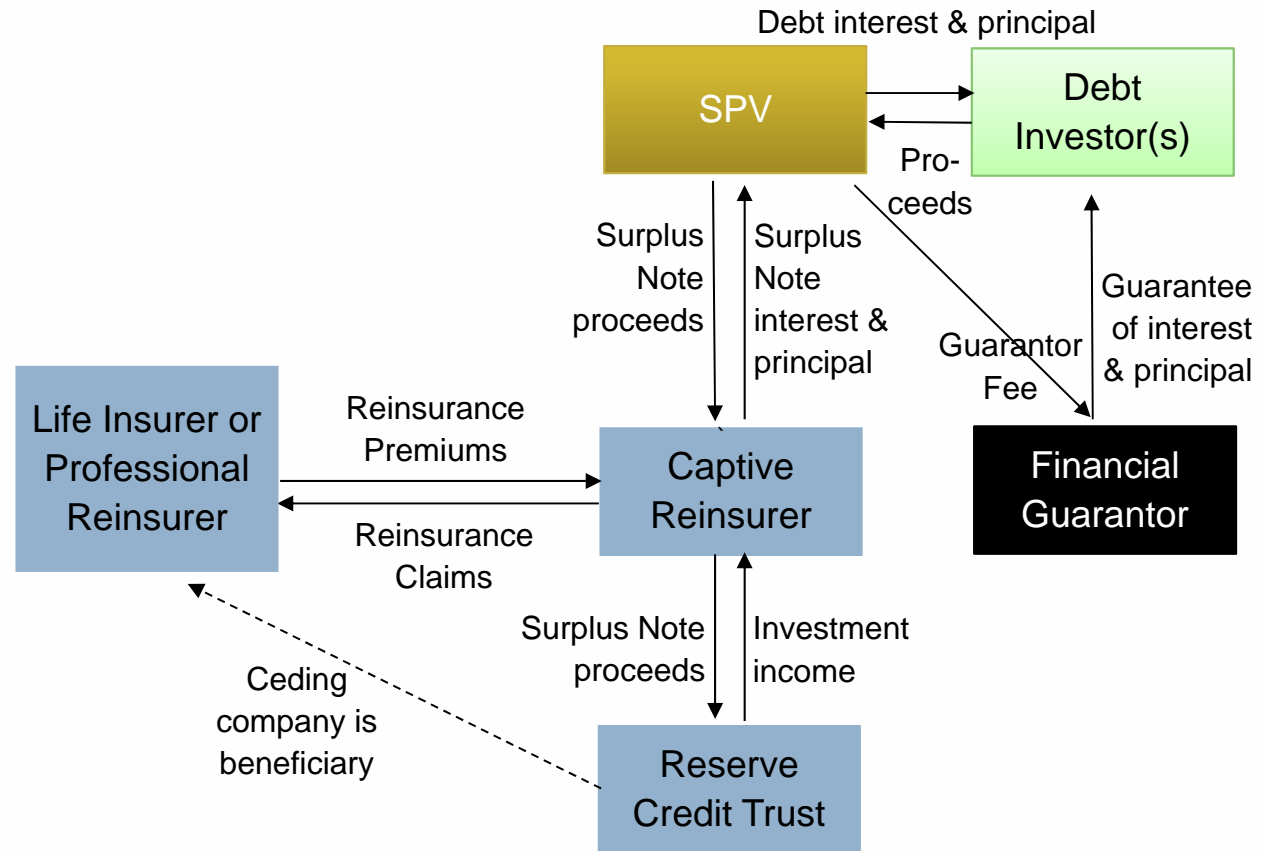 Debt interest & principal
SPV
Debt
Investor(s)
Pro-
ceeds
Surplus
Note
proceeds
Surplus
Note
interest &
principal
Guarantor
Fee
Guarantee
of interest
& principal
Life Insurer or
Professional
Reinsurer
Reinsurance
Premiums
Reinsurance
Claims
Captive
Reinsurer
Financial
Guarantor
Surplus Note
proceeds
Investment
income
Ceding
company is
beneficiary
Reserve
Credit Trust